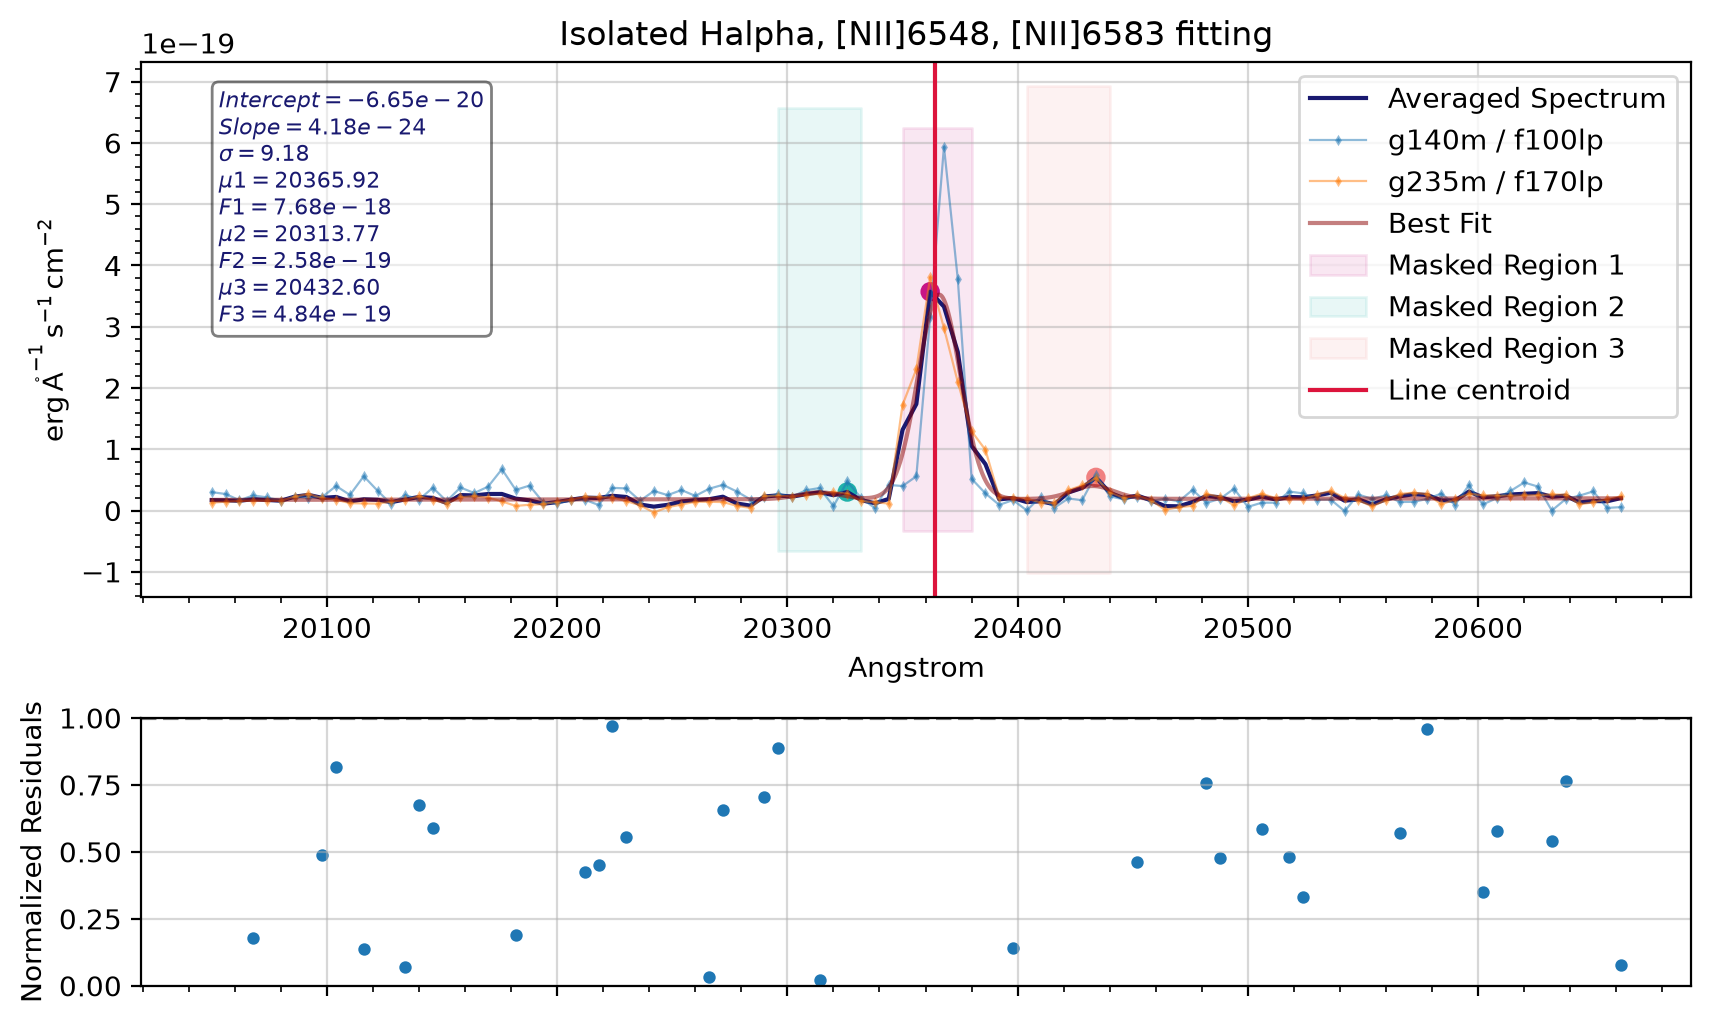 Isolated Halpha, [NII]6548, [NII]6583 fitting
1e−19
7
6
5
4
3
2
1
0
−1
erg Å⁻¹ s⁻¹ cm⁻²
Intercept = −6.65e − 20
Slope = 4.18e − 24
σ = 9.18
μ1 = 20365.92
F1 = 7.68e − 18
μ2 = 20313.77
F2 = 2.58e − 19
μ3 = 20432.60
F3 = 4.84e − 19
Averaged Spectrum
g140m / f100lp
g235m / f170lp
Best Fit
Masked Region 1
Masked Region 2
Masked Region 3
Line centroid
20100 20200 20300 20400 20500 20600
Angstrom
Normalized Residuals
1.00
0.75
0.50
0.25
0.00